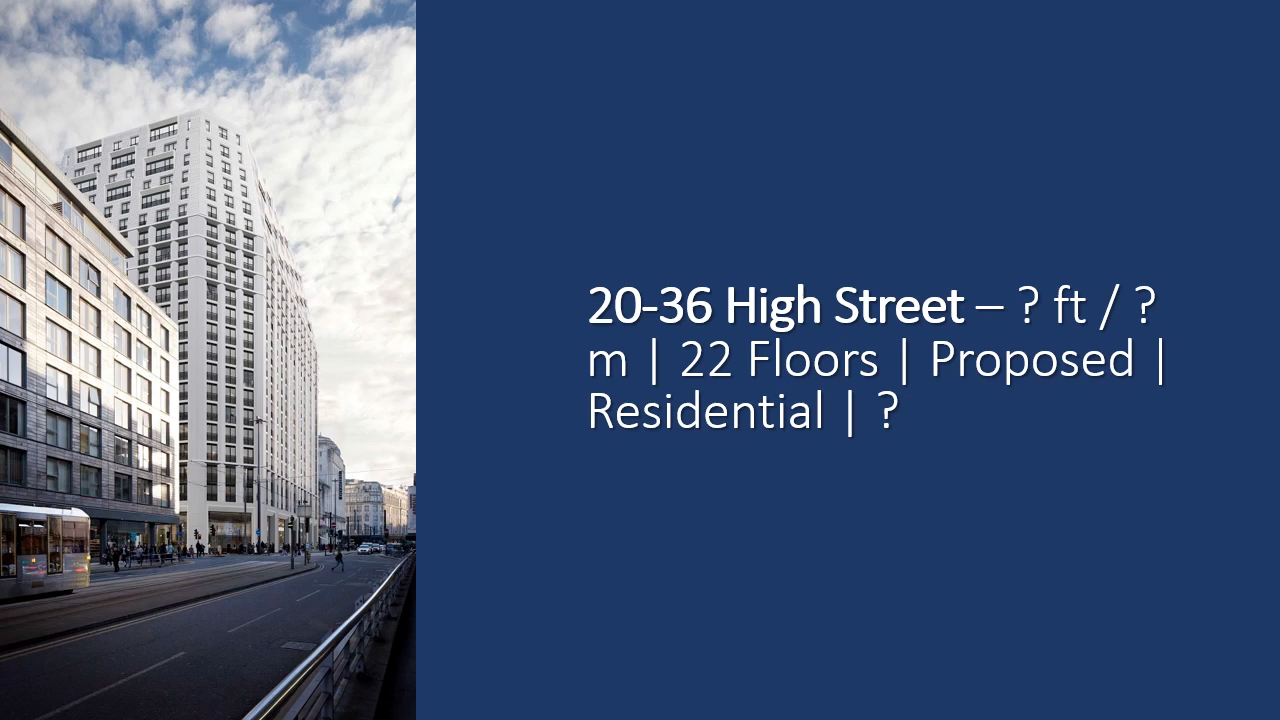 20-36 High Street – ? ft / ?
m | 22 Floors | Proposed |
Residential | ?